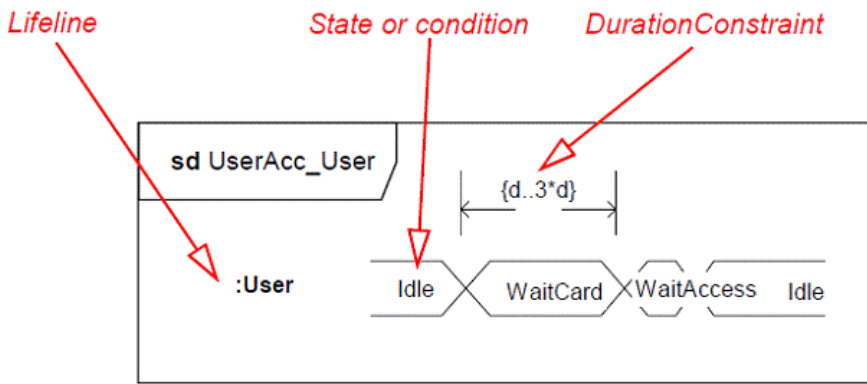 Lifeline
State or condition
DurationConstraint
sd UserAcc_User
{d..3*d}
:User
Idle
WaitCard
WaitAccess
Idle